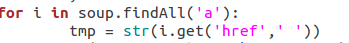 for i in soup.findAll('a'):
        tmp = str(i.get('href',' '))